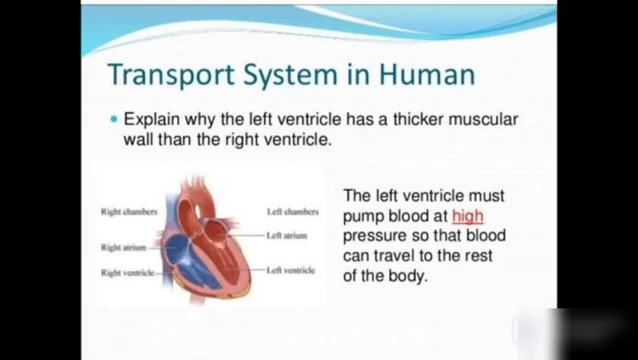 Transport System in Human
• Explain why the left ventricle has a thicker muscular
wall than the right ventricle.
Right chambers
Left chambers
Left atrium
Right atrium
Right ventricle
Left ventricle
The left ventricle must
pump blood at high
pressure so that blood
can travel to the rest
of the body.